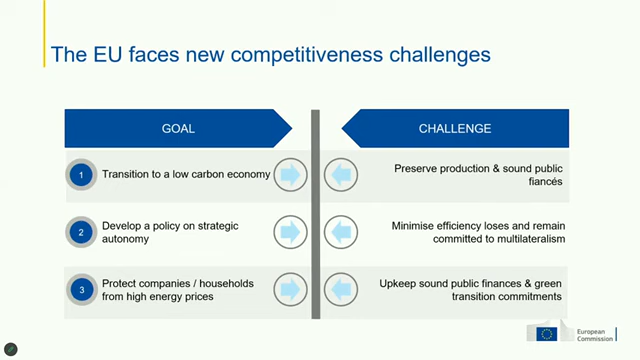 The EU faces new competitiveness challenges
GOAL
CHALLENGE
1
Transition to a low carbon economy
Preserve production & sound public
fiancés
2
Develop a policy on strategic
autonomy
Minimise efficiency loses and remain
committed to multilateralism
3
Protect companies / households
from high energy prices
Upkeep sound public finances & green
transition commitments
European
Commission